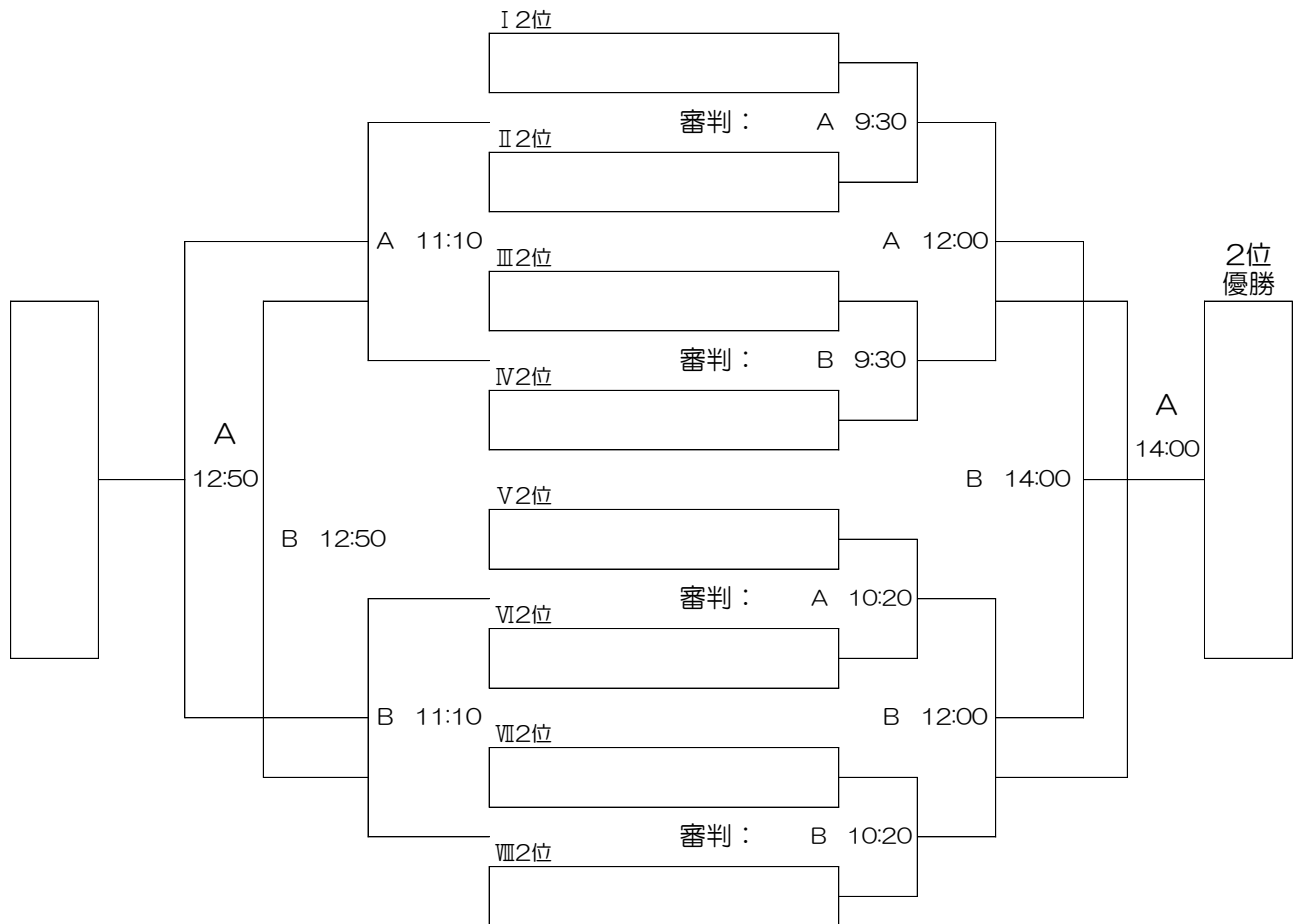 Ⅰ2位
審判： A 9:30
Ⅱ2位
A 11:10
A 12:00
Ⅲ2位
2位
優勝
審判： B 9:30
Ⅳ2位
A
12:50
A
14:00
B 14:00
Ⅴ2位
B 12:50
審判： A 10:20
Ⅵ2位
B 11:10
B 12:00
Ⅶ2位
審判： B 10:20
Ⅷ2位